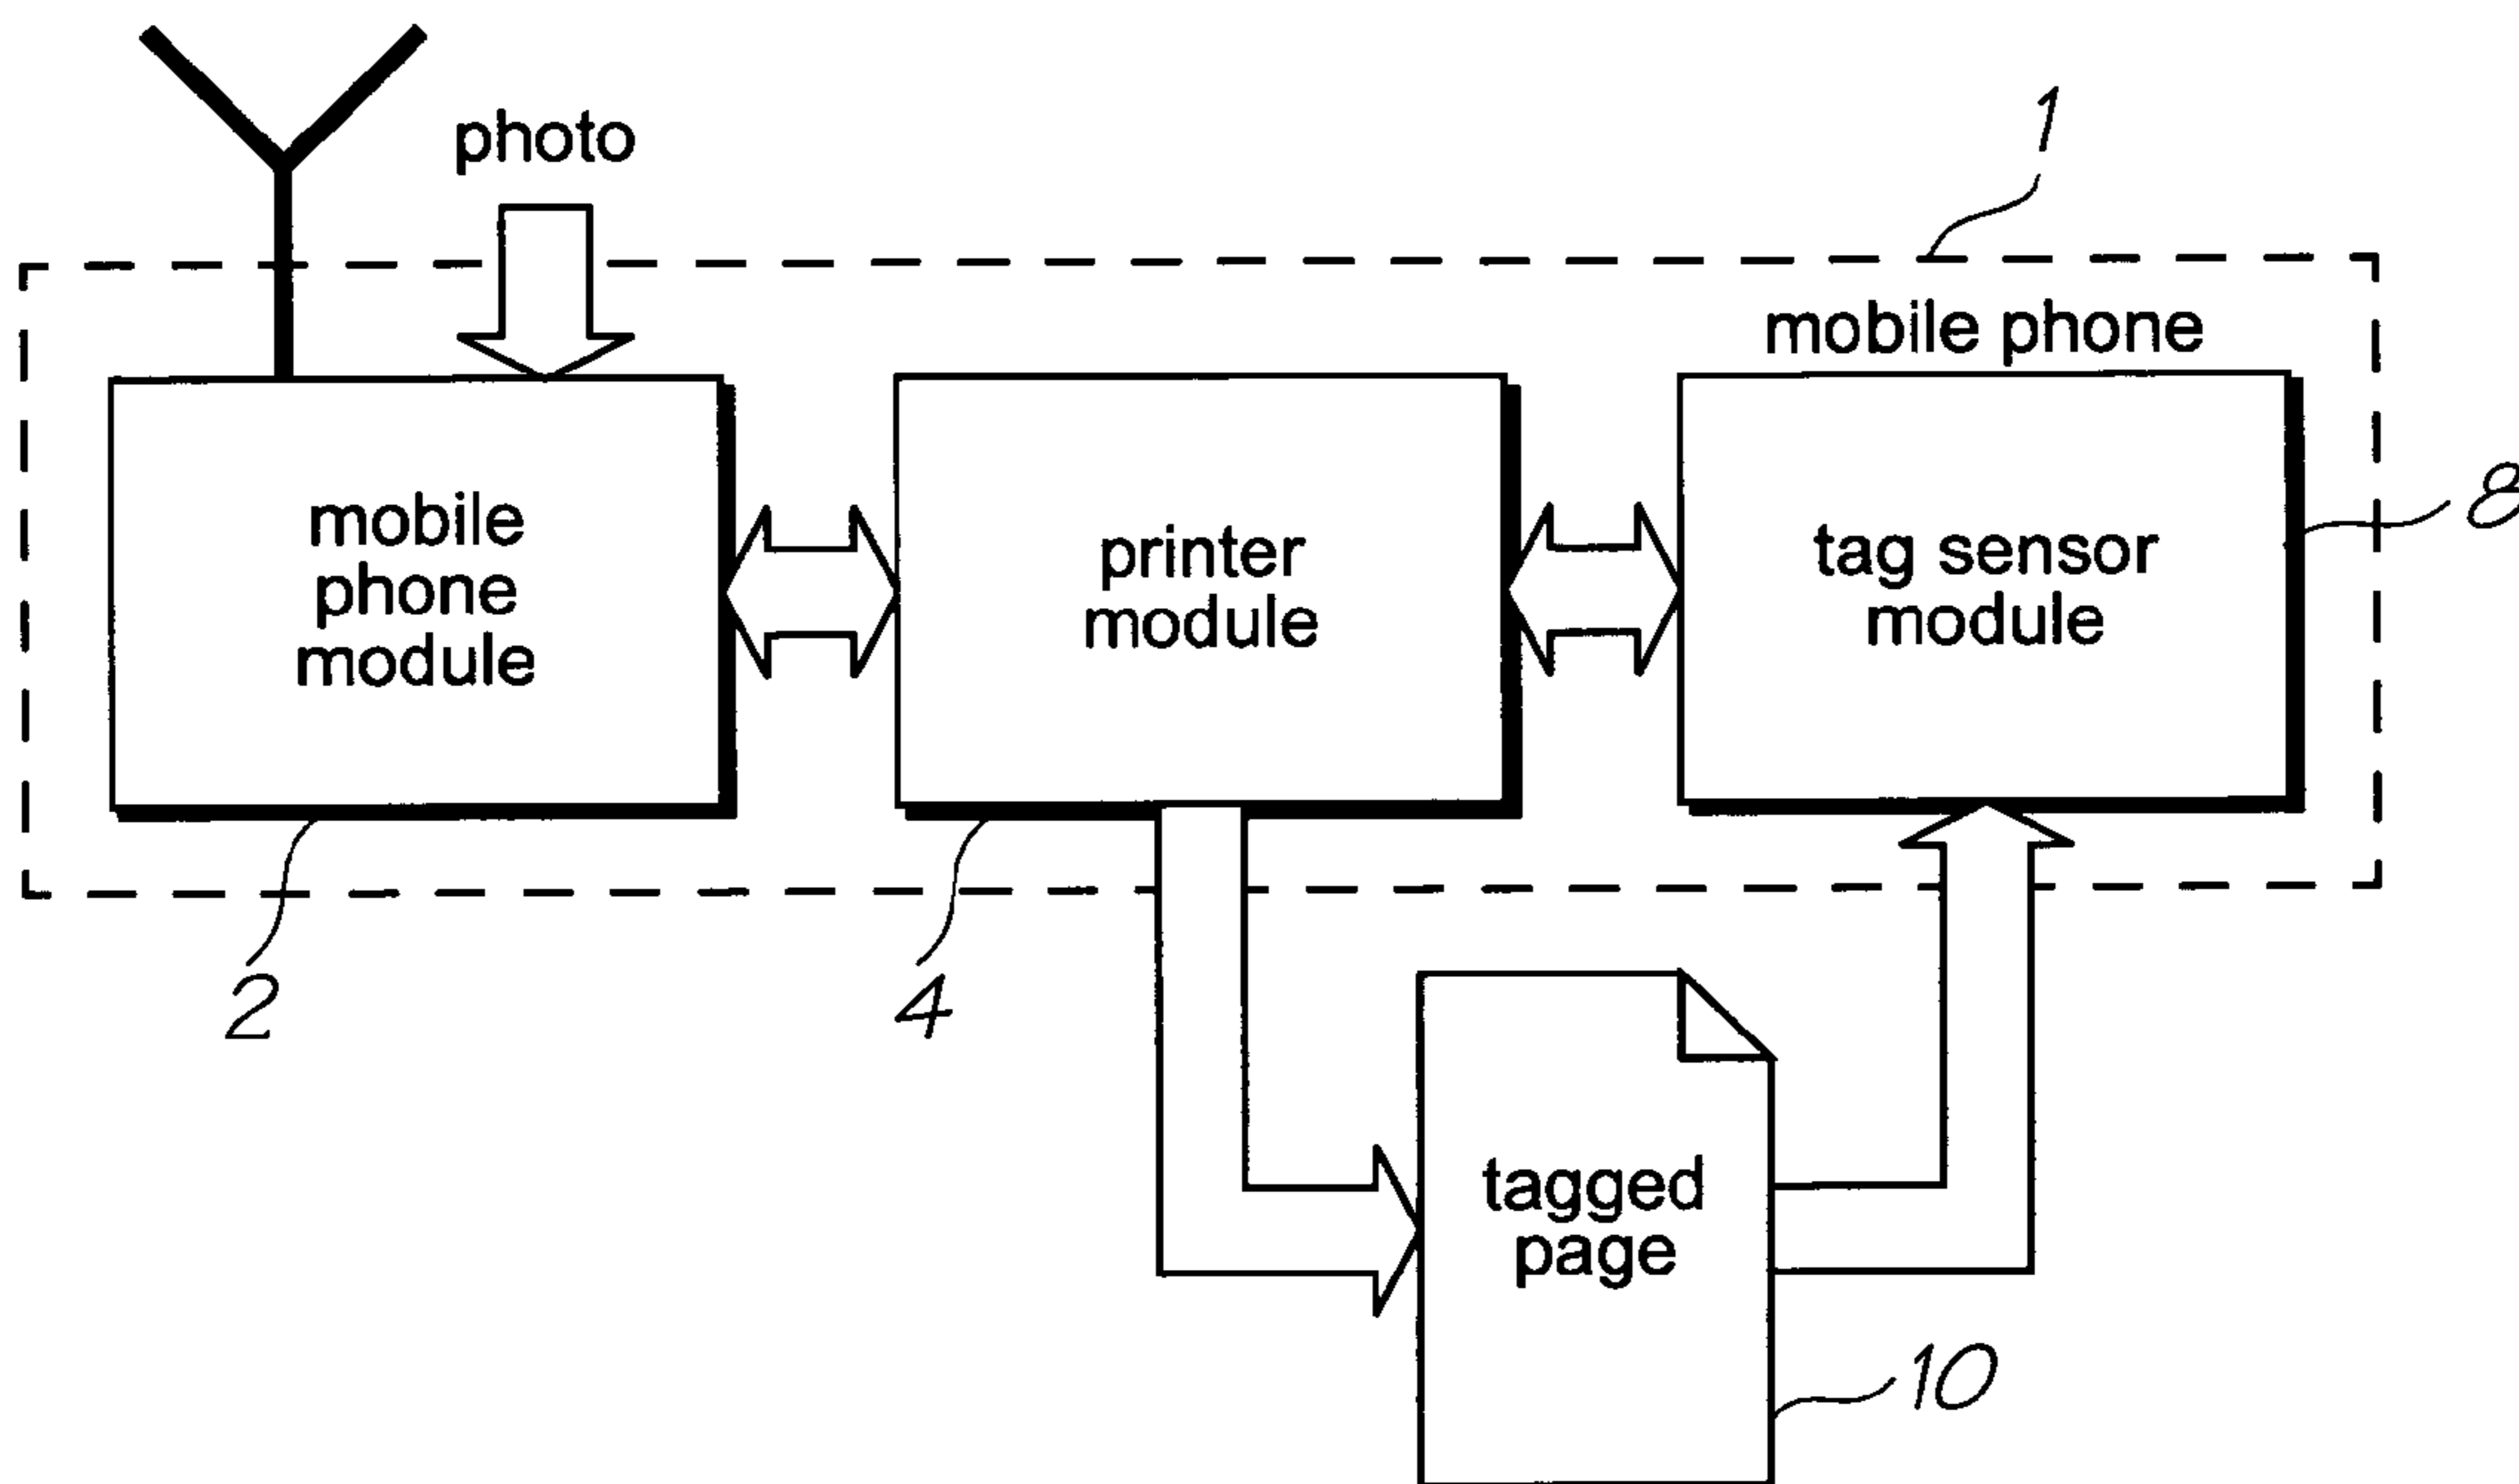 photo
1
mobile phone
mobile
phone
module
printer
module
tag sensor
module
8
2
4
tagged
page
10